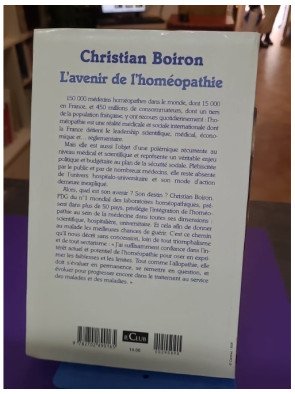 Christian Boiron
L'avenir de l'homéopathie
150 000 médecins homéopathes dans le monde, dont 15 000
en France, et 450 millions de consommateurs, dont un tiers
de la population française, y ont recours quotidiennement : l'ho-
méopathie est une réalité médicale et sociale internationale dont
la France détient le leadership scientifique, médical, écono-
mique et... réglementaire.
Mais elle est aussi l'objet d'une polémique récurrente au
niveau médical et scientifique et représente un véritable enjeu
politique et budgétaire au plan de la sécurité sociale. Plébiscitée
par le public et par de nombreux médecins, elle reste absente
de l'univers hospitalo-universitaire et son mode d'action
demeure inexpliqué.
Alors, quel est son avenir ? Son destin ? Christian Boiron,
PDG du n°1 mondial des laboratoires homéopathiques, pré-
sent dans plus de 50 pays, privilégie l'intégration de l'homéo-
pathie au sein de la médecine dans toutes ses dimensions :
scientifique, hospitalière, universitaire. Et cela afin de donner
au malade les meilleures chances de guérir. C'est ce chemin
qu'il nous décrit sans concession, loin de tout triomphalisme
et de tout sectarisme : « J'ai suffisamment confiance dans l'in-
térêt actuel et potentiel de l'homéopathie pour oser en expri-
mer les faiblesses et les limites. Tout comme l'allopathie, elle
doit s'évaluer en permanence, se remettre en question, et
évoluer pour progresser encore dans le traitement au service
des malades et des maladies. »
le CLUB